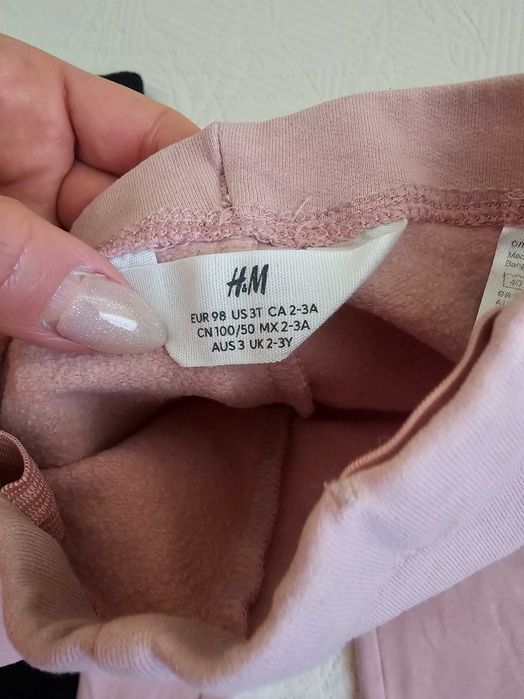 H&M
EUR 98 US 3T CA 2-3A
CN 100/50 MX 2-3A
AUS 3 UK 2-3Y